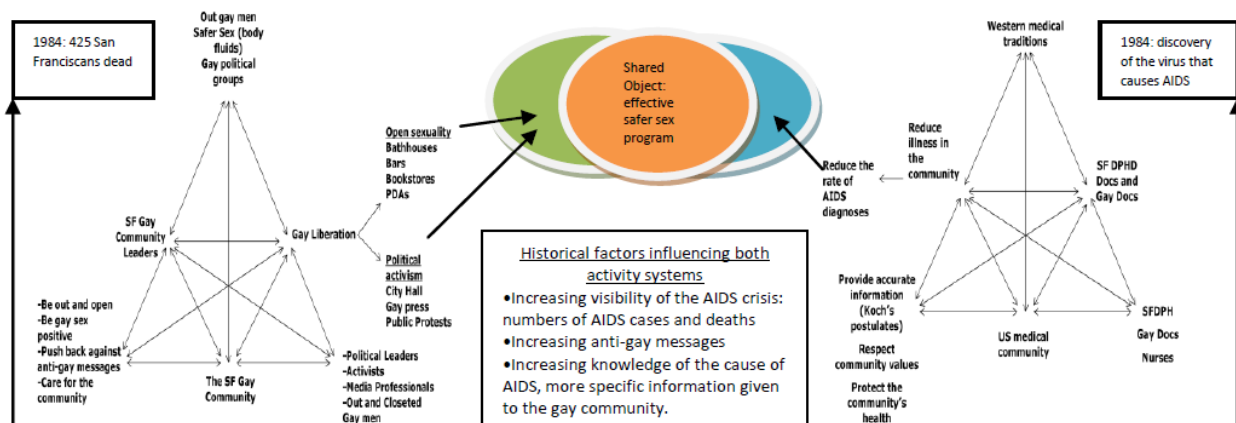 1984: 425 San
Franciscans dead
Out gay men
Safer Sex (body
fluids)
Gay political
groups
Open sexuality
Bathhouses
Bars
Bookstores
PDAs
SF Gay
Community
Leaders
Gay Liberation
Political
activism
City Hall
Gay press
Public Protests
-Be out and open
-Be gay sex
positive
-Push back against
anti-gay messages
-Care for the
community
The SF Gay
Community
-Political Leaders
-Activists
-Media Professionals
-Out and Closeted
Gay men
Shared
Object:
effective
safer sex
program
Historical factors influencing both
activity systems
•Increasing visibility of the AIDS crisis:
numbers of AIDS cases and deaths
•Increasing anti-gay messages
•Increasing knowledge of the cause of
AIDS, more specific information given
to the gay community.
Western medical
traditions
1984: discovery
of the virus that
causes AIDS
Reduce
illness in the
community
Reduce the
rate of
AIDS
diagnoses
SF DPHD
Docs and
Gay Docs
Provide accurate
information
(Koch's
postulates)
Respect
community values
Protect the
community's
health
US medical
community
SFDPH
Gay Docs
Nurses